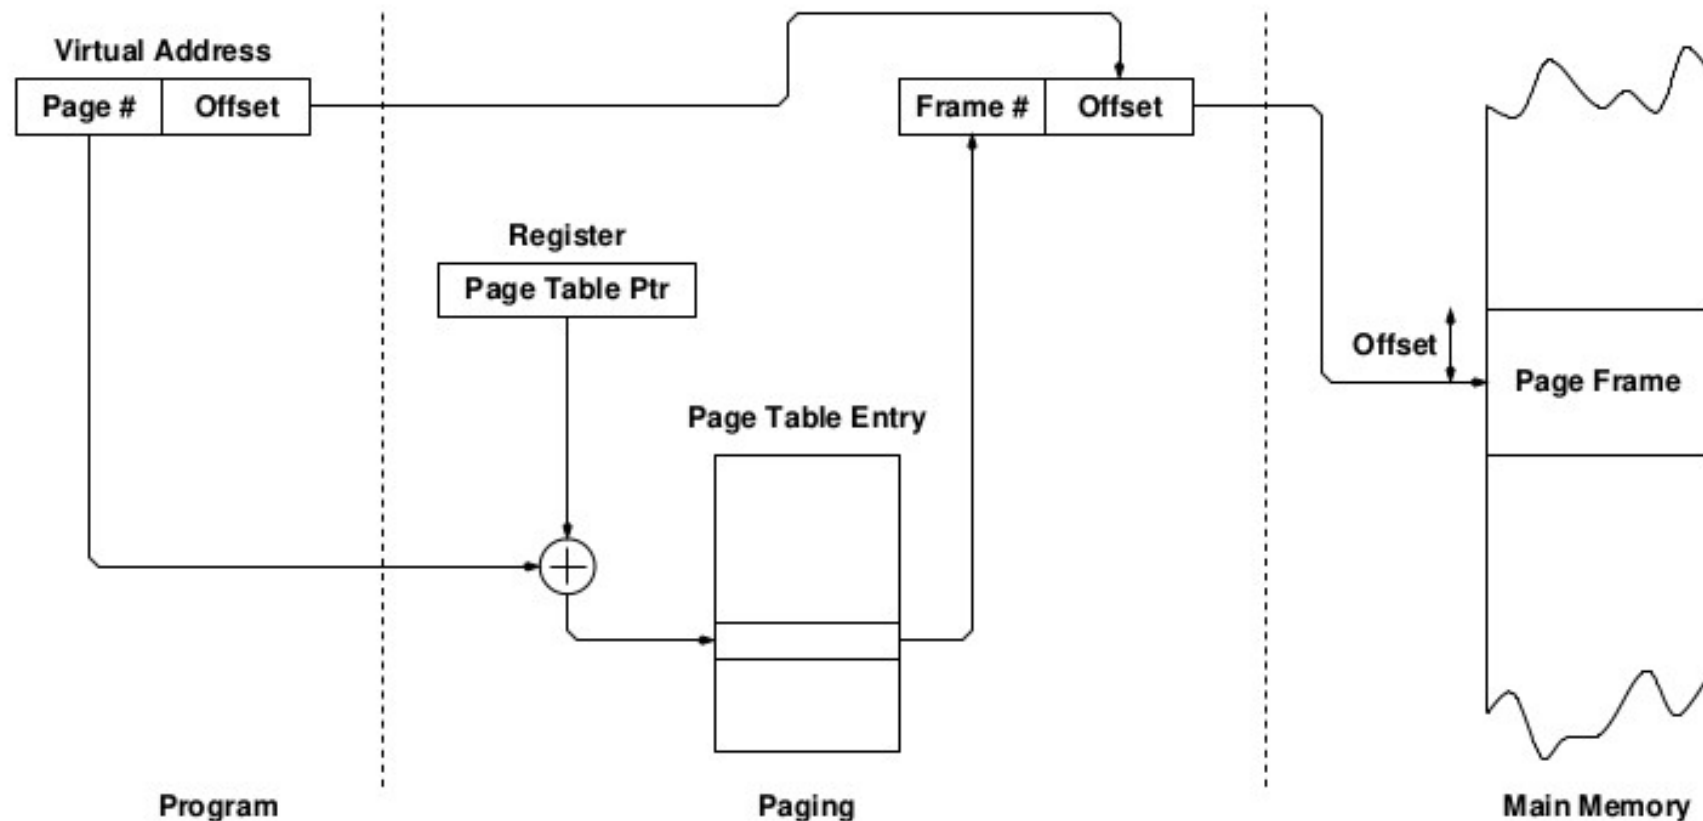 Virtual Address
Page # Offset
Frame # Offset
Register
Page Table Ptr
Offset
Page Frame
Page Table Entry
Program
Paging
Main Memory